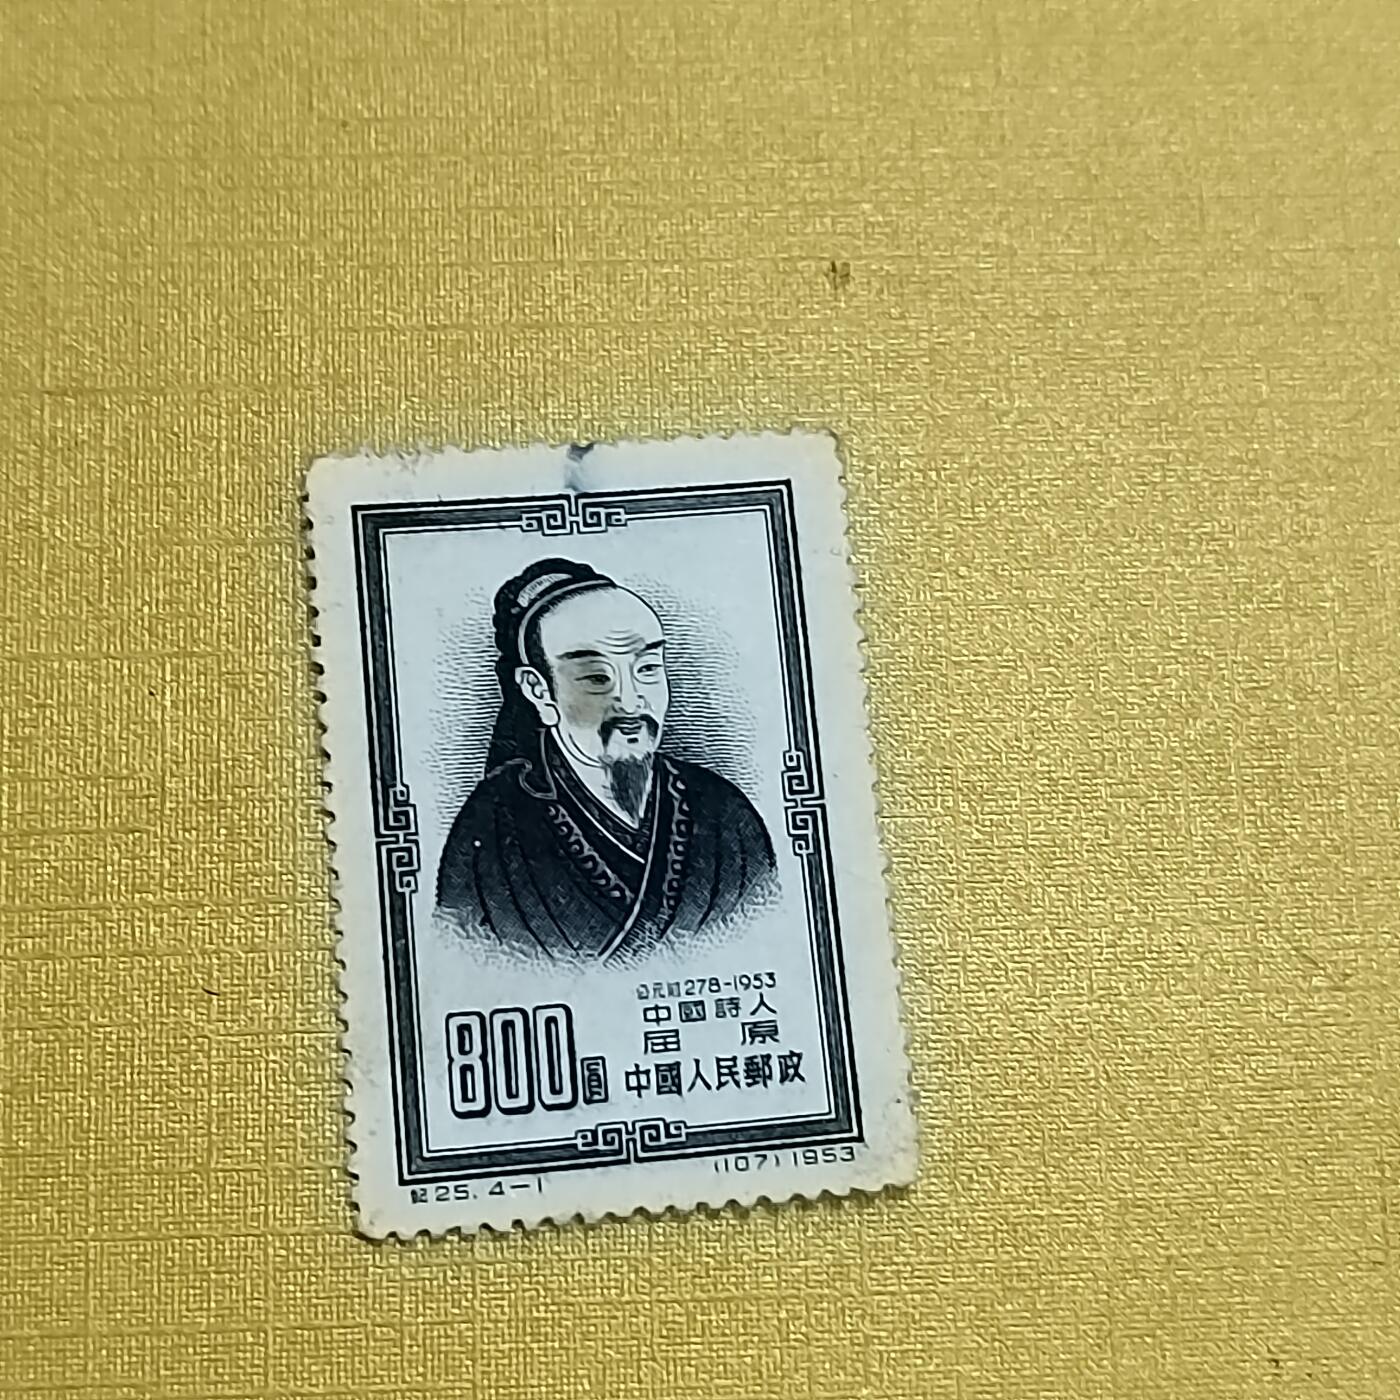 公元前278-1953
中國詩人
屈原
800圓
中國人民郵政
紀25.4-1
(107)1953